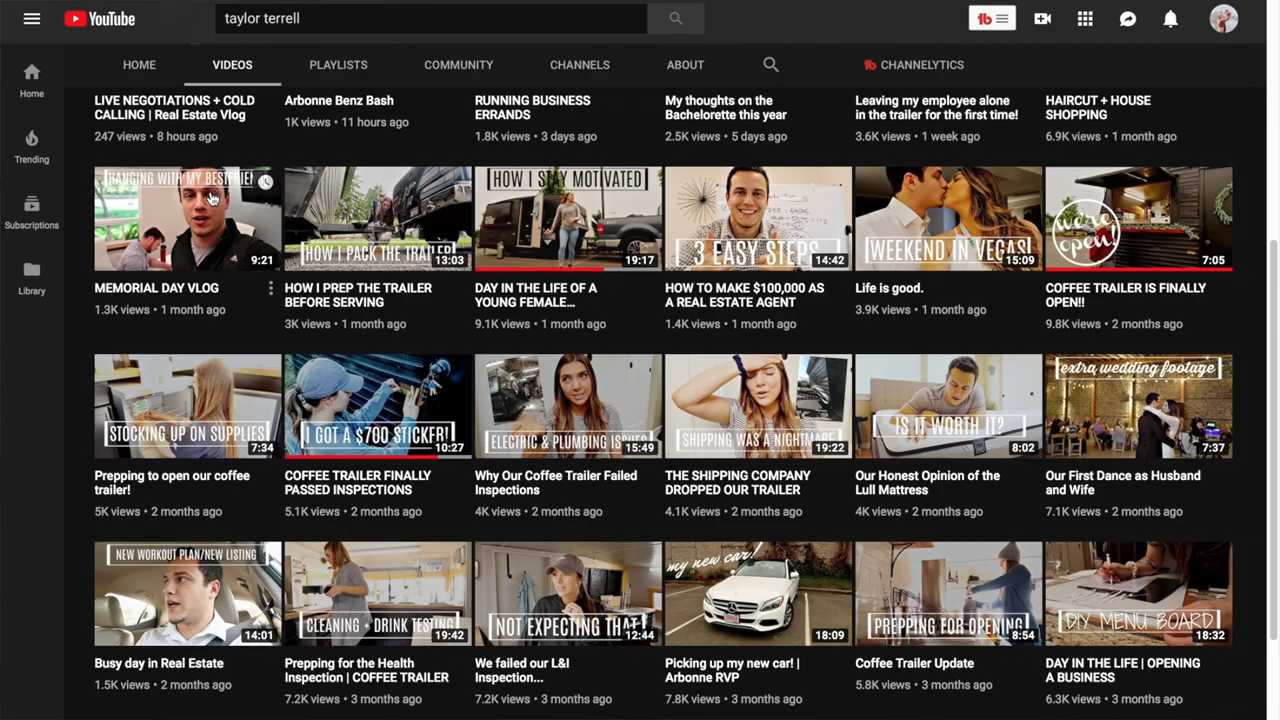 YouTube
taylor terrell
tb
HOME
VIDEOS
PLAYLISTS
COMMUNITY
CHANNELS
ABOUT
tb CHANNELYTICS
Home
Trending
Subscriptions
Library
LIVE NEGOTIATIONS + COLD
CALLING | Real Estate Vlog
247 views • 8 hours ago
Arbonne Benz Bash
1K views • 11 hours ago
RUNNING BUSINESS
ERRANDS
1.8K views • 3 days ago
My thoughts on the
Bachelorette this year
2.5K views • 5 days ago
Leaving my employee alone
in the trailer for the first time!
3.6K views • 1 week ago
HAIRCUT + HOUSE
SHOPPING
6.9K views • 1 month ago
HANGING WITH MY BESTFRIE!
9:21
MEMORIAL DAY VLOG
1.3K views • 1 month ago
HOW I PACK THE TRAILER
13:03
HOW I PREP THE TRAILER
BEFORE SERVING
3K views • 1 month ago
HOW I STAY MOTIVATED
19:17
DAY IN THE LIFE OF A
YOUNG FEMALE...
9.1K views • 1 month ago
3 EASY STEPS
14:42
HOW TO MAKE $100,000 AS
A REAL ESTATE AGENT
1.4K views • 1 month ago
WEEKEND IN VEGAS!
15:09
Life is good.
3.9K views • 1 month ago
we're
open!
7:05
COFFEE TRAILER IS FINALLY
OPEN!!
9.8K views • 2 months ago
STOCKING UP ON SUPPLIES
7:34
Prepping to open our coffee
trailer!
5K views • 2 months ago
I GOT A $700 STICKER!
10:27
COFFEE TRAILER FINALLY
PASSED INSPECTIONS
5.1K views • 2 months ago
ELECTRIC & PLUMBING ISSUES
15:49
Why Our Coffee Trailer Failed
Inspections
4K views • 2 months ago
SHIPPING WAS A NIGHTMARE
19:22
THE SHIPPING COMPANY
DROPPED OUR TRAILER
4.1K views • 2 months ago
IS IT WORTH IT?
8:02
Our Honest Opinion of the
Lull Mattress
4K views • 2 months ago
extra wedding footage
7:37
Our First Dance as Husband
and Wife
7.1K views • 2 months ago
NEW WORKOUT PLAN/NEW LISTING
14:01
Busy day in Real Estate
1.5K views • 2 months ago
CLEANING + DRINK TESTING
19:42
Prepping for the Health
Inspection | COFFEE TRAILER
7.2K views • 3 months ago
NOT EXPECTING THAT
12:44
We failed our L&I
Inspection...
7.2K views • 3 months ago
my new car!
18:09
Picking up my new car! |
Arbonne RVP
7.8K views • 3 months ago
PREPPING FOR OPENING
8:54
Coffee Trailer Update
5.8K views • 3 months ago
DIY MENU BOARD
18:32
DAY IN THE LIFE | OPENING
A BUSINESS
6.3K views • 3 months ago